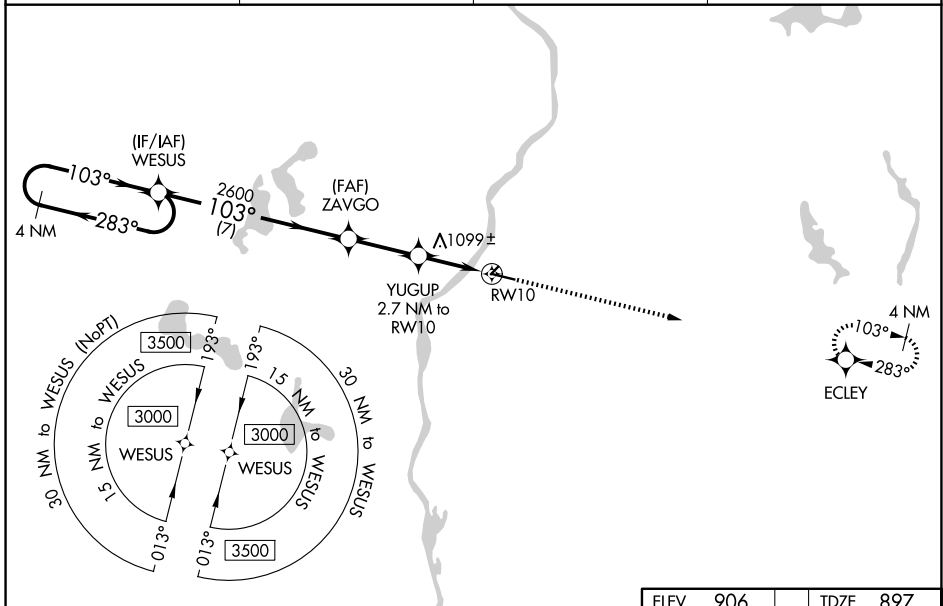 (IF/IAF)
WESUS
103°
283°
4 NM
2600
103°
(7)
(FAF)
ZAVGO
1099±
YUGUP
2.7 NM to
RW10
RW10
4 NM
103°
283°
ECLEY
30 NM to WESUS (NoPT)
3500
193°
15 NM to WESUS
3000
WESUS
013°
193°
30 NM to WESUS
15 NM to WESUS
3000
WESUS
013°
3500
ELEV 906
TDZE 897